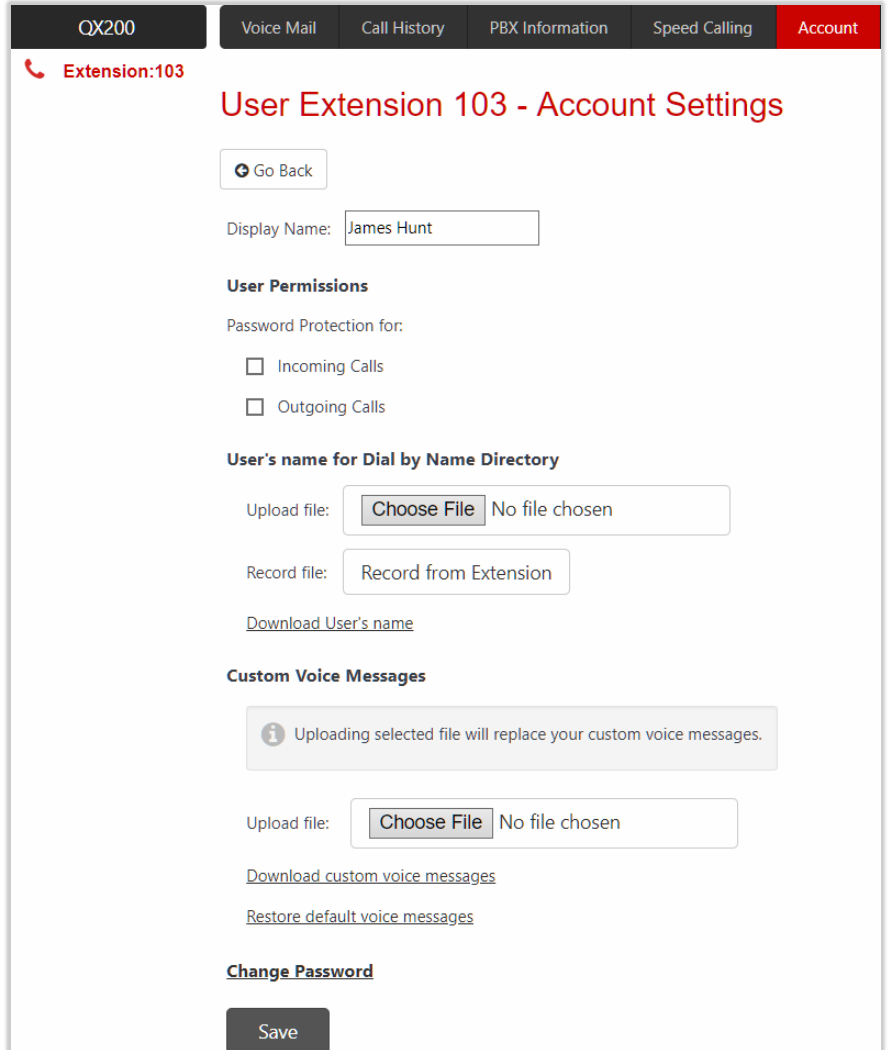 QX200 Voice Mail Call History PBX Information Speed Calling Account
Extension:103
User Extension 103 - Account Settings
Go Back
Display Name: James Hunt
User Permissions
Password Protection for:
Incoming Calls
Outgoing Calls
User's name for Dial by Name Directory
Upload file: Choose File No file chosen
Record file: Record from Extension
Download User's name
Custom Voice Messages
Uploading selected file will replace your custom voice messages.
Upload file: Choose File No file chosen
Download custom voice messages
Restore default voice messages
Change Password
Save